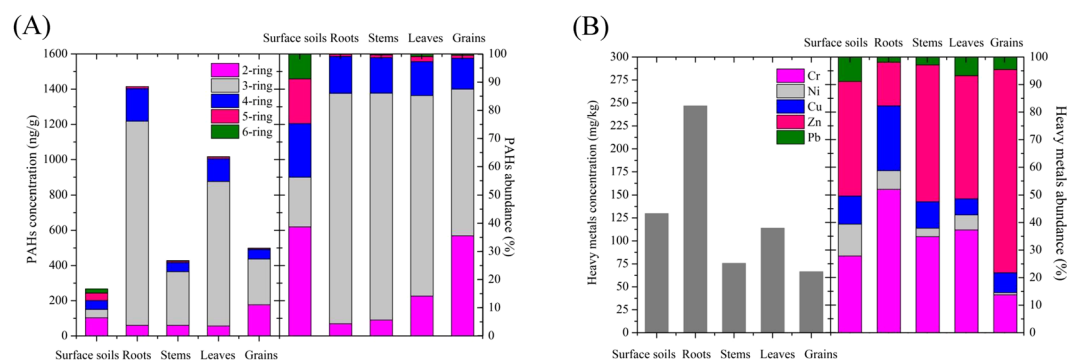 (A)
Surface soils Roots Stems Leaves Grains
PAHs concentration (ng/g)
1600
1400
1200
1000
800
600
400
200
0
2-ring
3-ring
4-ring
5-ring
6-ring
100
90
80
70
60
50
40
30
20
10
0
PAHs abundance (%)
Surface soils Roots Stems Leaves Grains
(B)
Surface soils Roots Stems Leaves Grains
Heavy metals concentration (mg/kg)
300
275
250
225
200
175
150
125
100
75
50
25
0
Cr
Ni
Cu
Zn
Pb
100
90
80
70
60
50
40
30
20
10
0
Heavy metals abundance (%)
Surface soils Roots Stems Leaves Grains